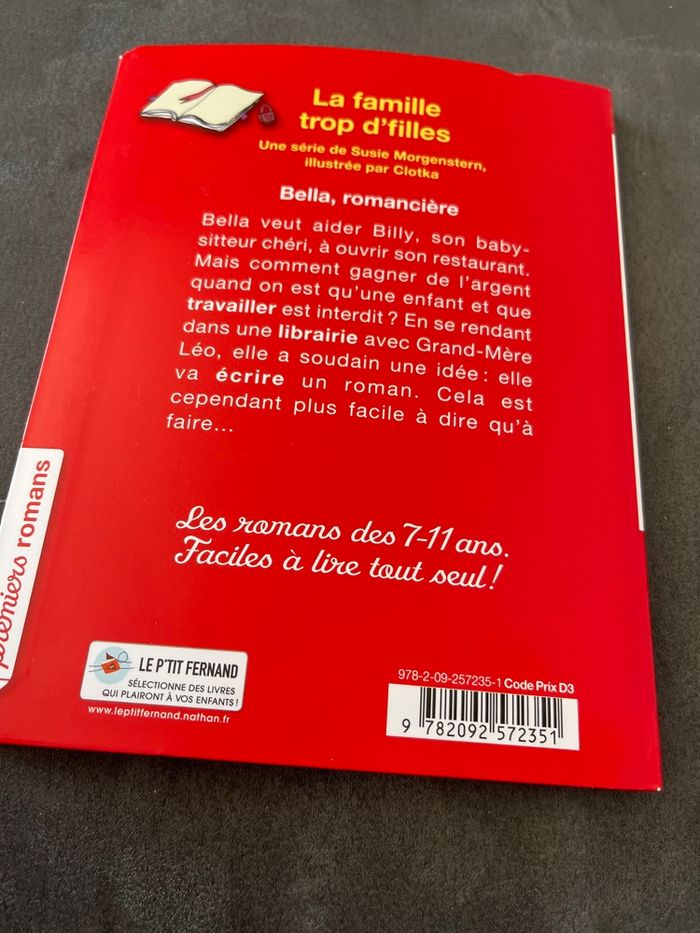 La famille
trop d'filles
Une série de Susie Morgenstern,
illustrée par Clotka
Bella, romancière
Bella veut aider Billy, son baby-
sitteur chéri, à ouvrir son restaurant.
Mais comment gagner de l'argent
quand on est qu'une enfant et que
travailler est interdit ? En se rendant
dans une librairie avec Grand-Mère
Léo, elle a soudain une idée : elle
va écrire un roman. Cela est
cependant plus facile à dire qu'à
faire...
Les romans des 7-11 ans.
Faciles à lire tout seul !
premiers romans
LE P'TIT FERNAND
SÉLECTIONNE DES LIVRES
QUI PLAIRONT À VOS ENFANTS !
www.leptitfernand.nathan.fr
978-2-09-257235-1 Code Prix D3
9 782092 572351